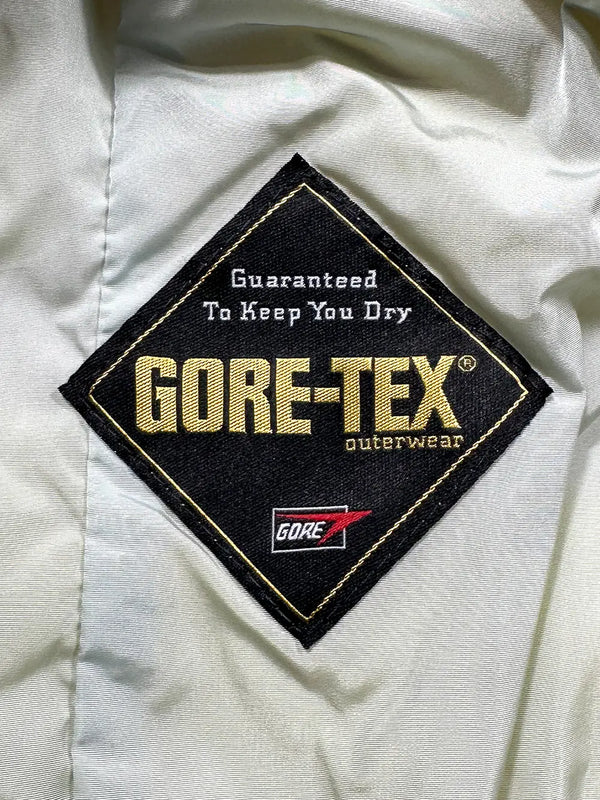 Guaranteed
To Keep You Dry
GORE-TEX®
outerwear
GORE